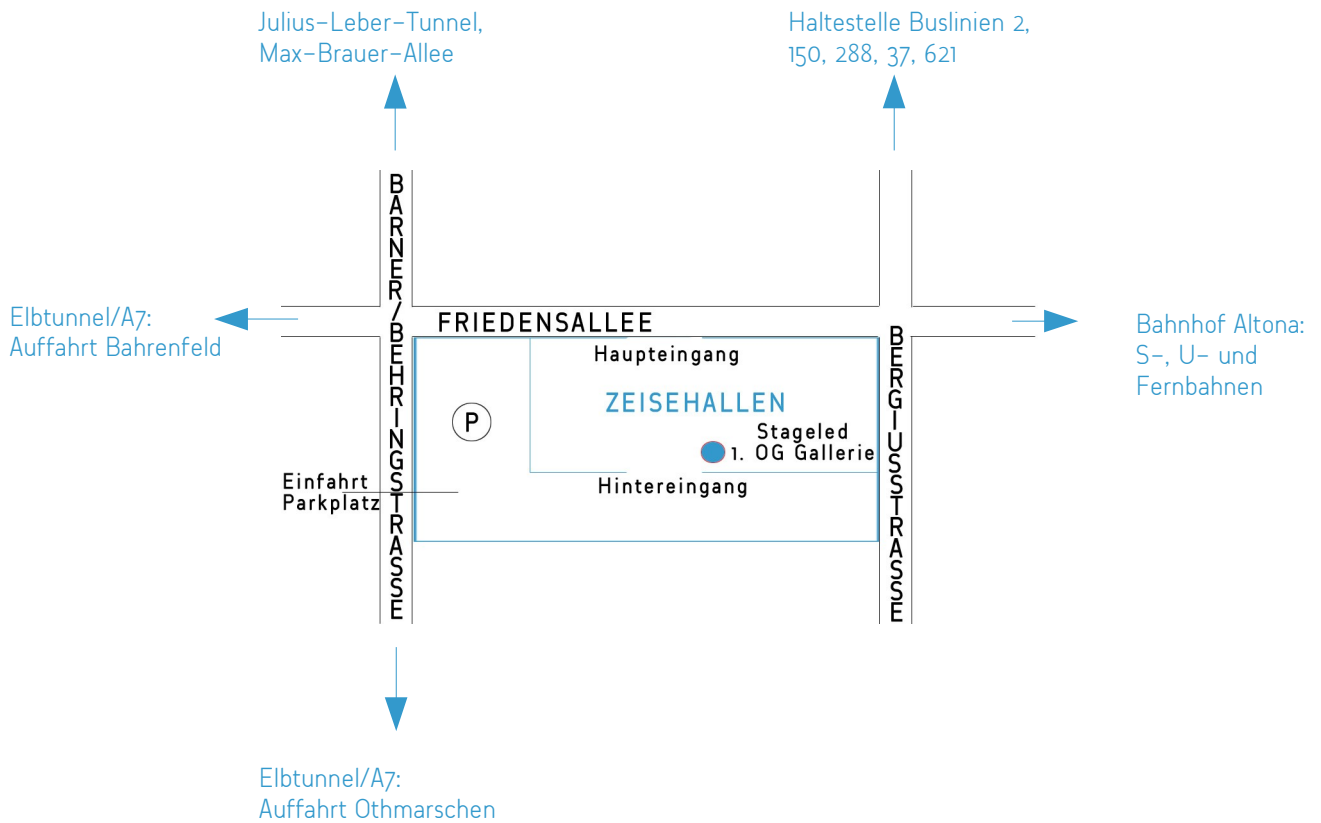 Julius-Leber-Tunnel,
Max-Brauer-Allee
Haltestelle Buslinien 2,
150, 288, 37, 621
BARNER/BEHRINGSTRASSE
Elbtunnel/A7:
Auffahrt Bahrenfeld
FRIEDENSALLEE
Bahnhof Altona:
S-, U- und
Fernbahnen
BERGIUSSTRASSE
Haupteingang
ZEISEHALLEN
P
Stageled
1. OG Gallerie
Einfahrt
Parkplatz
Hintereingang
Elbtunnel/A7:
Auffahrt Othmarschen